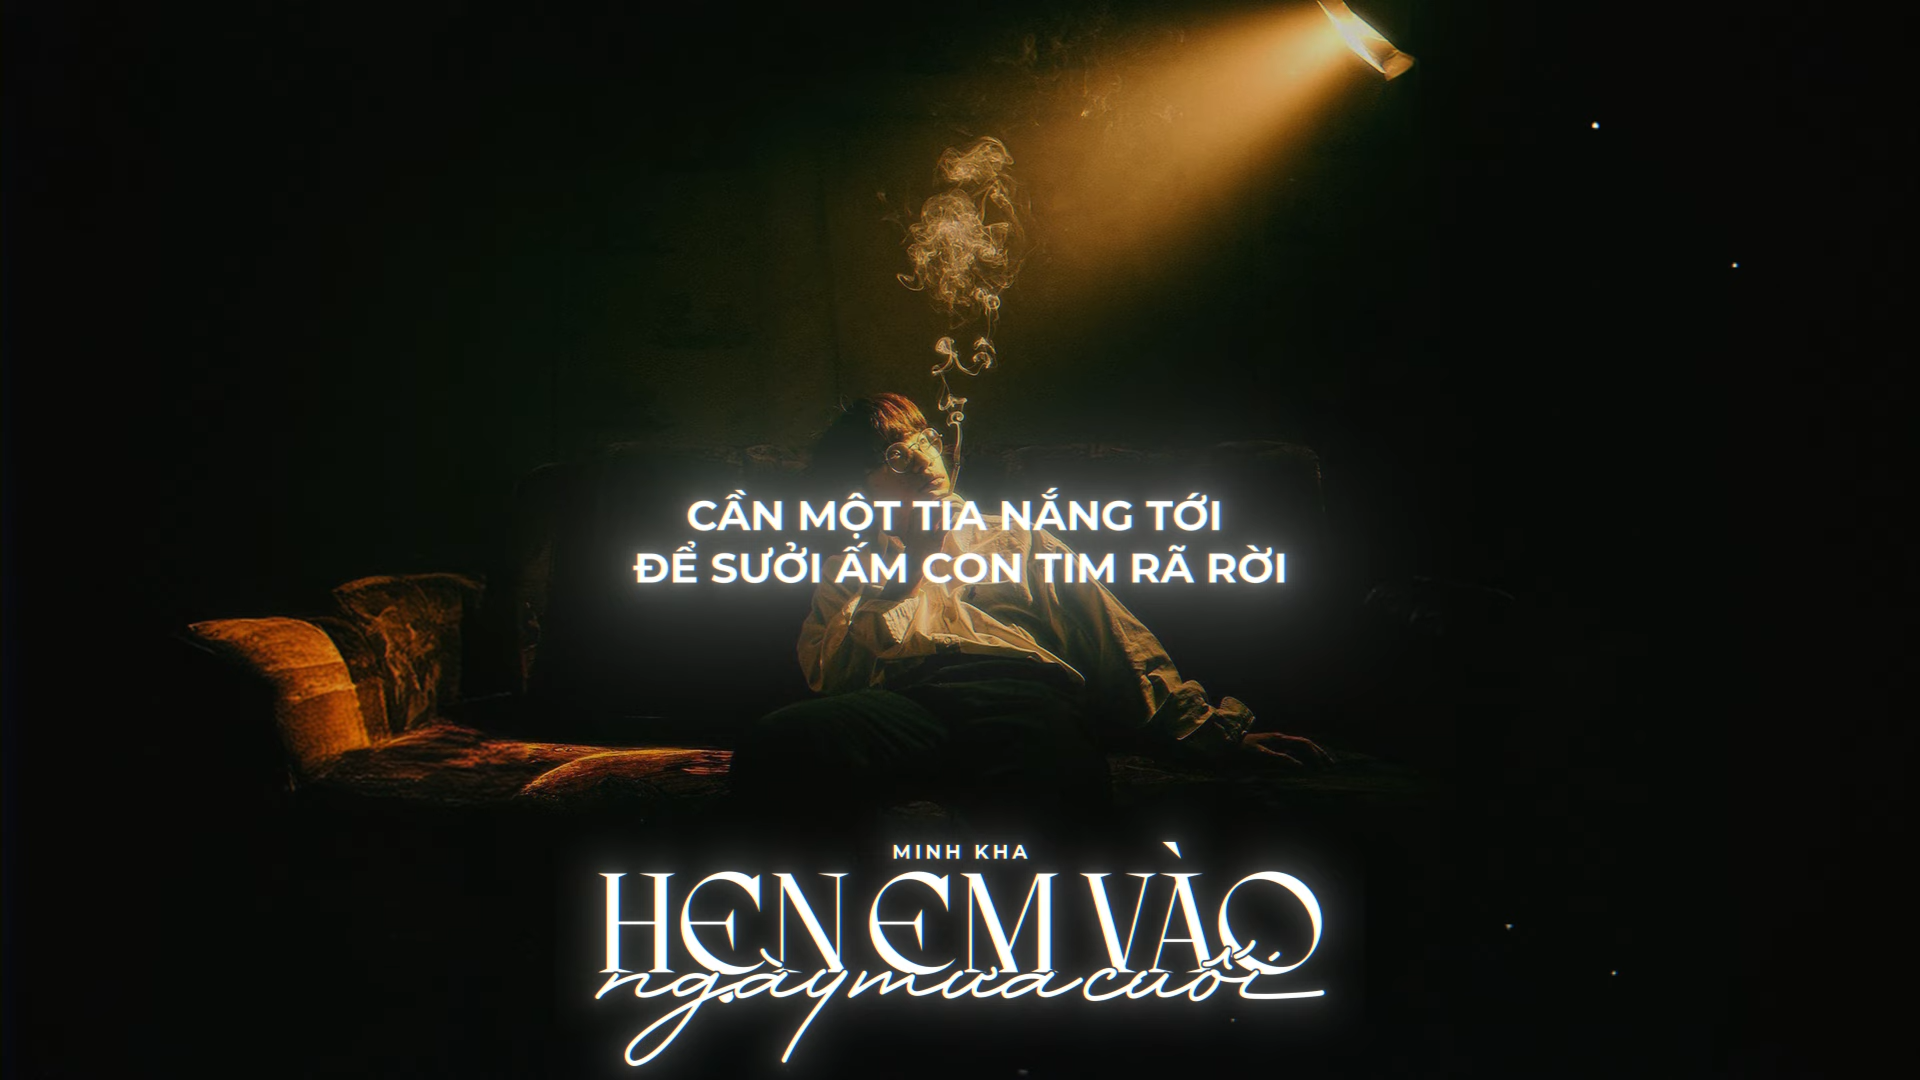 CẦN MỘT TIA NẮNG TỚI
ĐỂ SƯỞI ẤM CON TIM RÃ RỜI
MINH KHA
HẸN EM VÀO
ngày mưa cuối